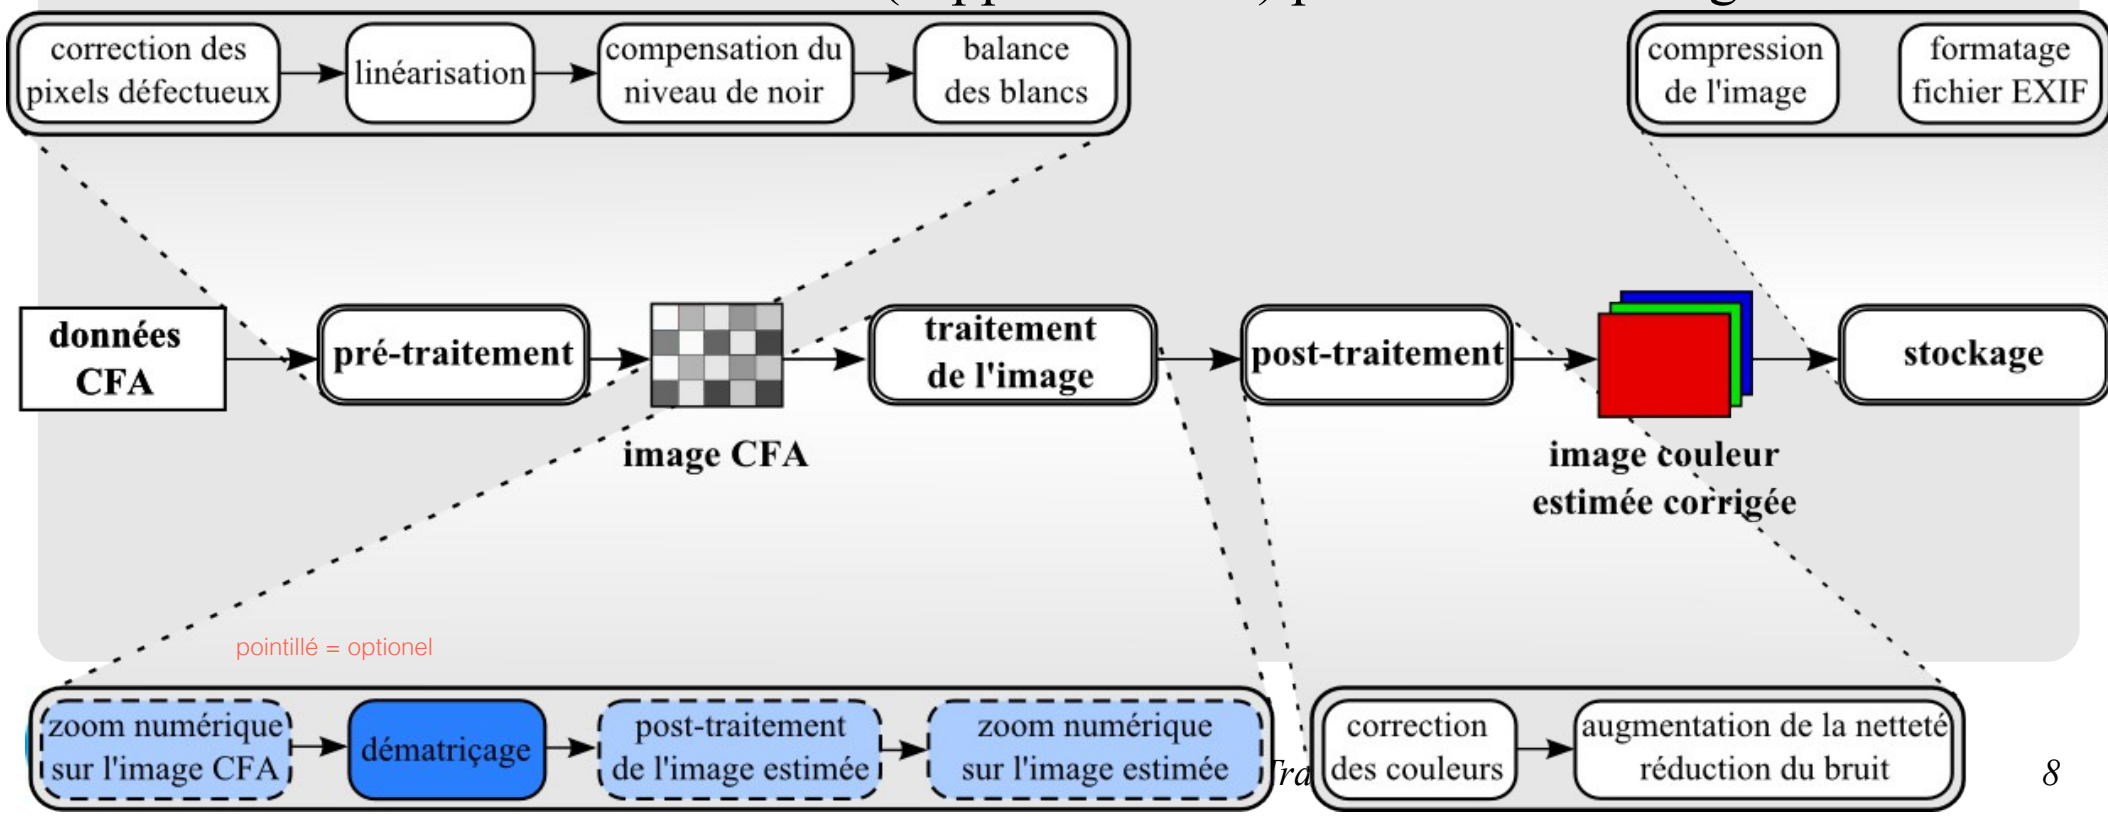 correction des
pixels défectueux
linéarisation
compensation du
niveau de noir
balance
des blancs
compression
de l'image
formatage
fichier EXIF
données
CFA
pré-traitement
image CFA
traitement
de l'image
post-traitement
image couleur
estimée corrigée
stockage
pointillé = optionel
zoom numérique
sur l'image CFA
dématriçage
post-traitement
de l'image estimée
zoom numérique
sur l'image estimée
correction
des couleurs
augmentation de la netteté
réduction du bruit
8